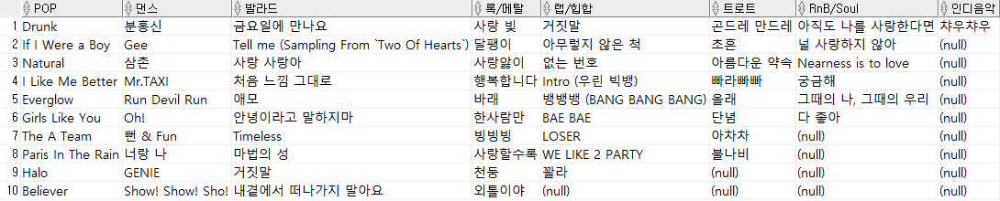 POP 댄스 발라드 록/메탈 랩/힙합 트로트 RnB/Soul 인디음악
1 Drunk 분홍신 금요일에 만나요 사랑 빛 거짓말 곤드레 만드레 아직도 나를 사랑한다면 챠우챠우
2 If I Were a Boy Gee Tell me (Sampling From `Two Of Hearts`) 달팽이 아무렇지 않은 척 초혼 널 사랑하지 않아 (null)
3 Natural 삼촌 사랑 사랑아 사랑앓이 없는 번호 아름다운 약속 Nearness is to love (null)
4 I Like Me Better Mr.TAXI 처음 느낌 그대로 행복합니다 Intro (우린 빅뱅) 빠라빠빠 궁금해 (null)
5 Everglow Run Devil Run 애모 바래 뱅뱅뱅 (BANG BANG BANG) 올래 그때의 나, 그때의 우리 (null)
6 Girls Like You Oh! 안녕이라고 말하지마 한사람만 BAE BAE 단념 다 좋아 (null)
7 The A Team 뻔 & Fun Timeless 빙빙빙 LOSER 아차차 (null) (null)
8 Paris In The Rain 너랑 나 마법의 성 사랑할수록 WE LIKE 2 PARTY 불나비 (null) (null)
9 Halo GENIE 거짓말 천둥 꽐라 (null) (null) (null)
10 Believer Show! Show! Sho! 내곁에서 떠나가지 말아요 외톨이야 (null) (null) (null) (null)